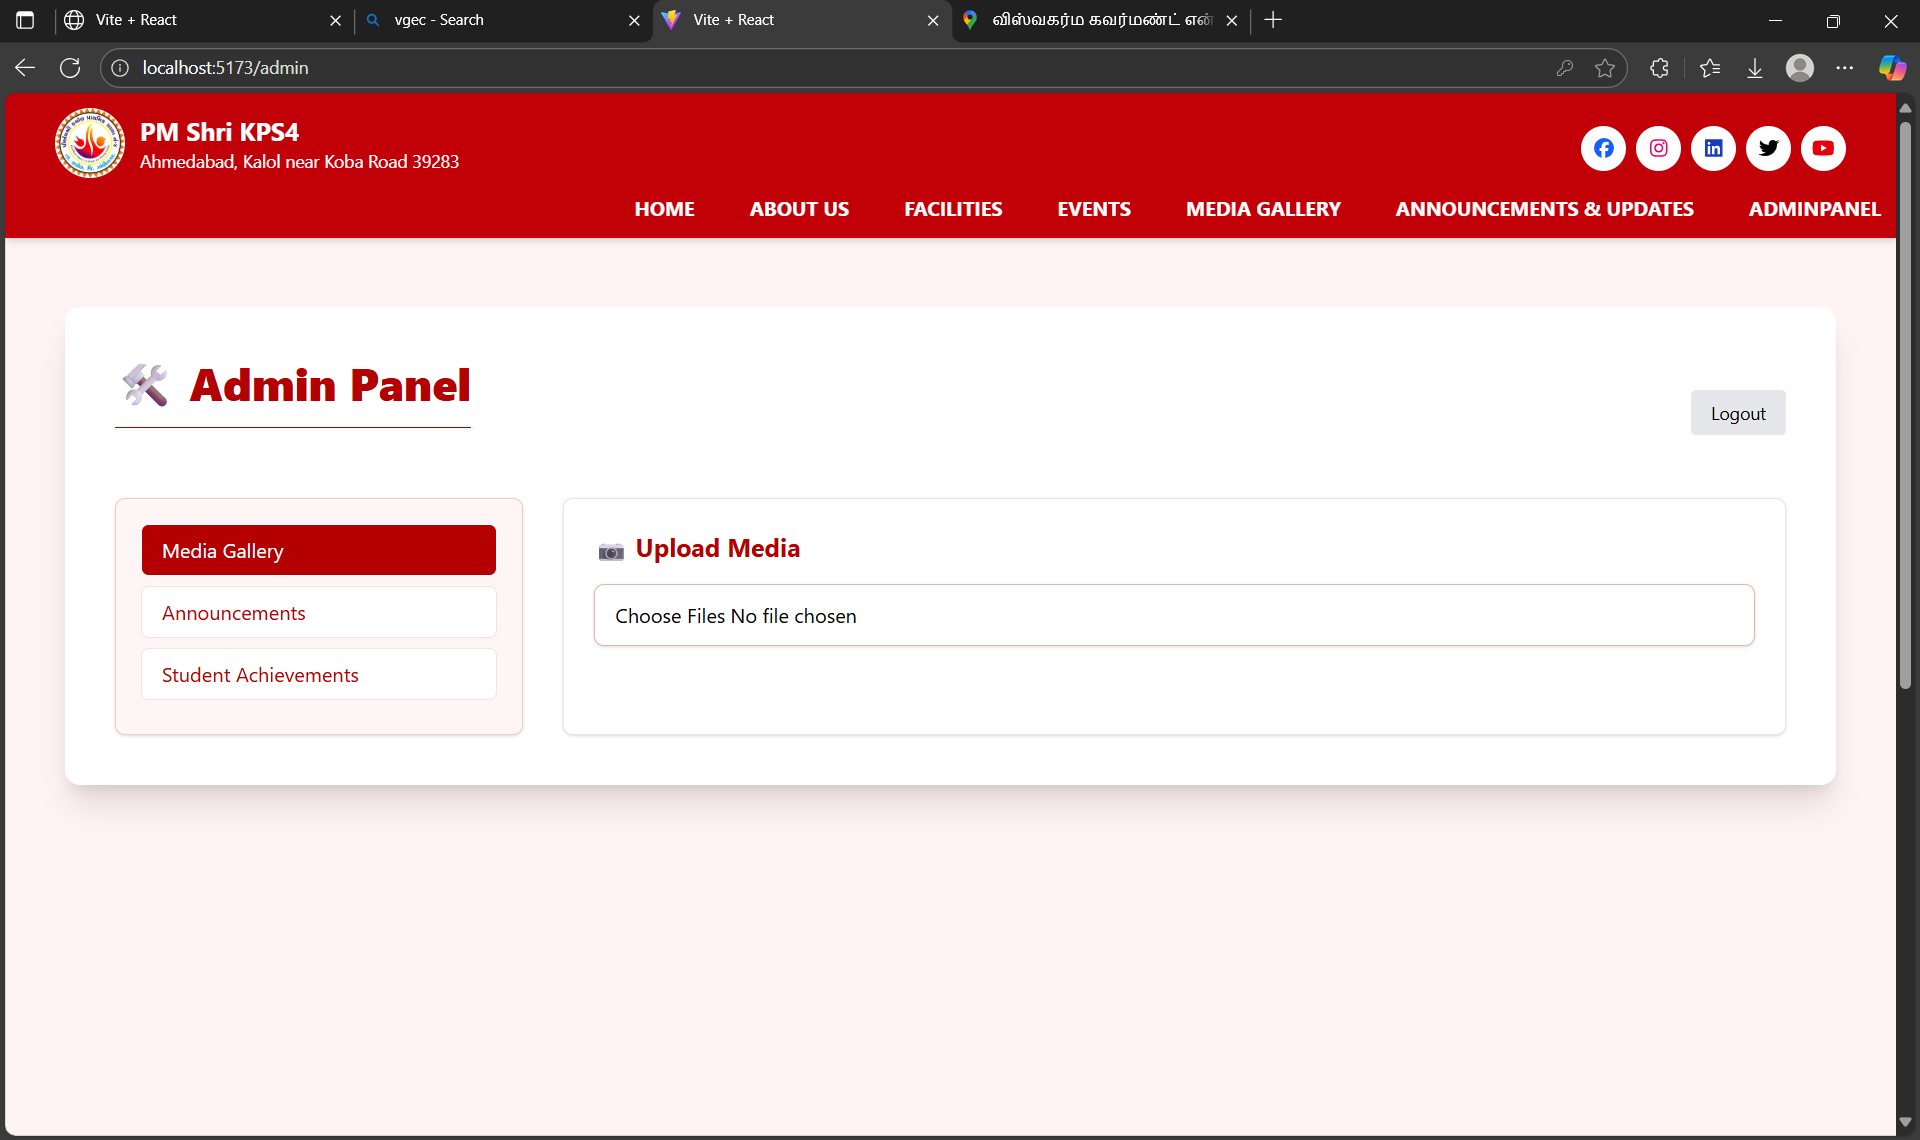 Vite + React
vgec - Search
Vite + React
விஸ்வகர்ம கவர்மண்ட் என்
localhost:5173/admin
PM Shri KPS4
Ahmedabad, Kalol near Koba Road 39283
HOME ABOUT US FACILITIES EVENTS MEDIA GALLERY ANNOUNCEMENTS & UPDATES ADMINPANEL
Admin Panel
Logout
Media Gallery
Announcements
Student Achievements
Upload Media
Choose Files No file chosen